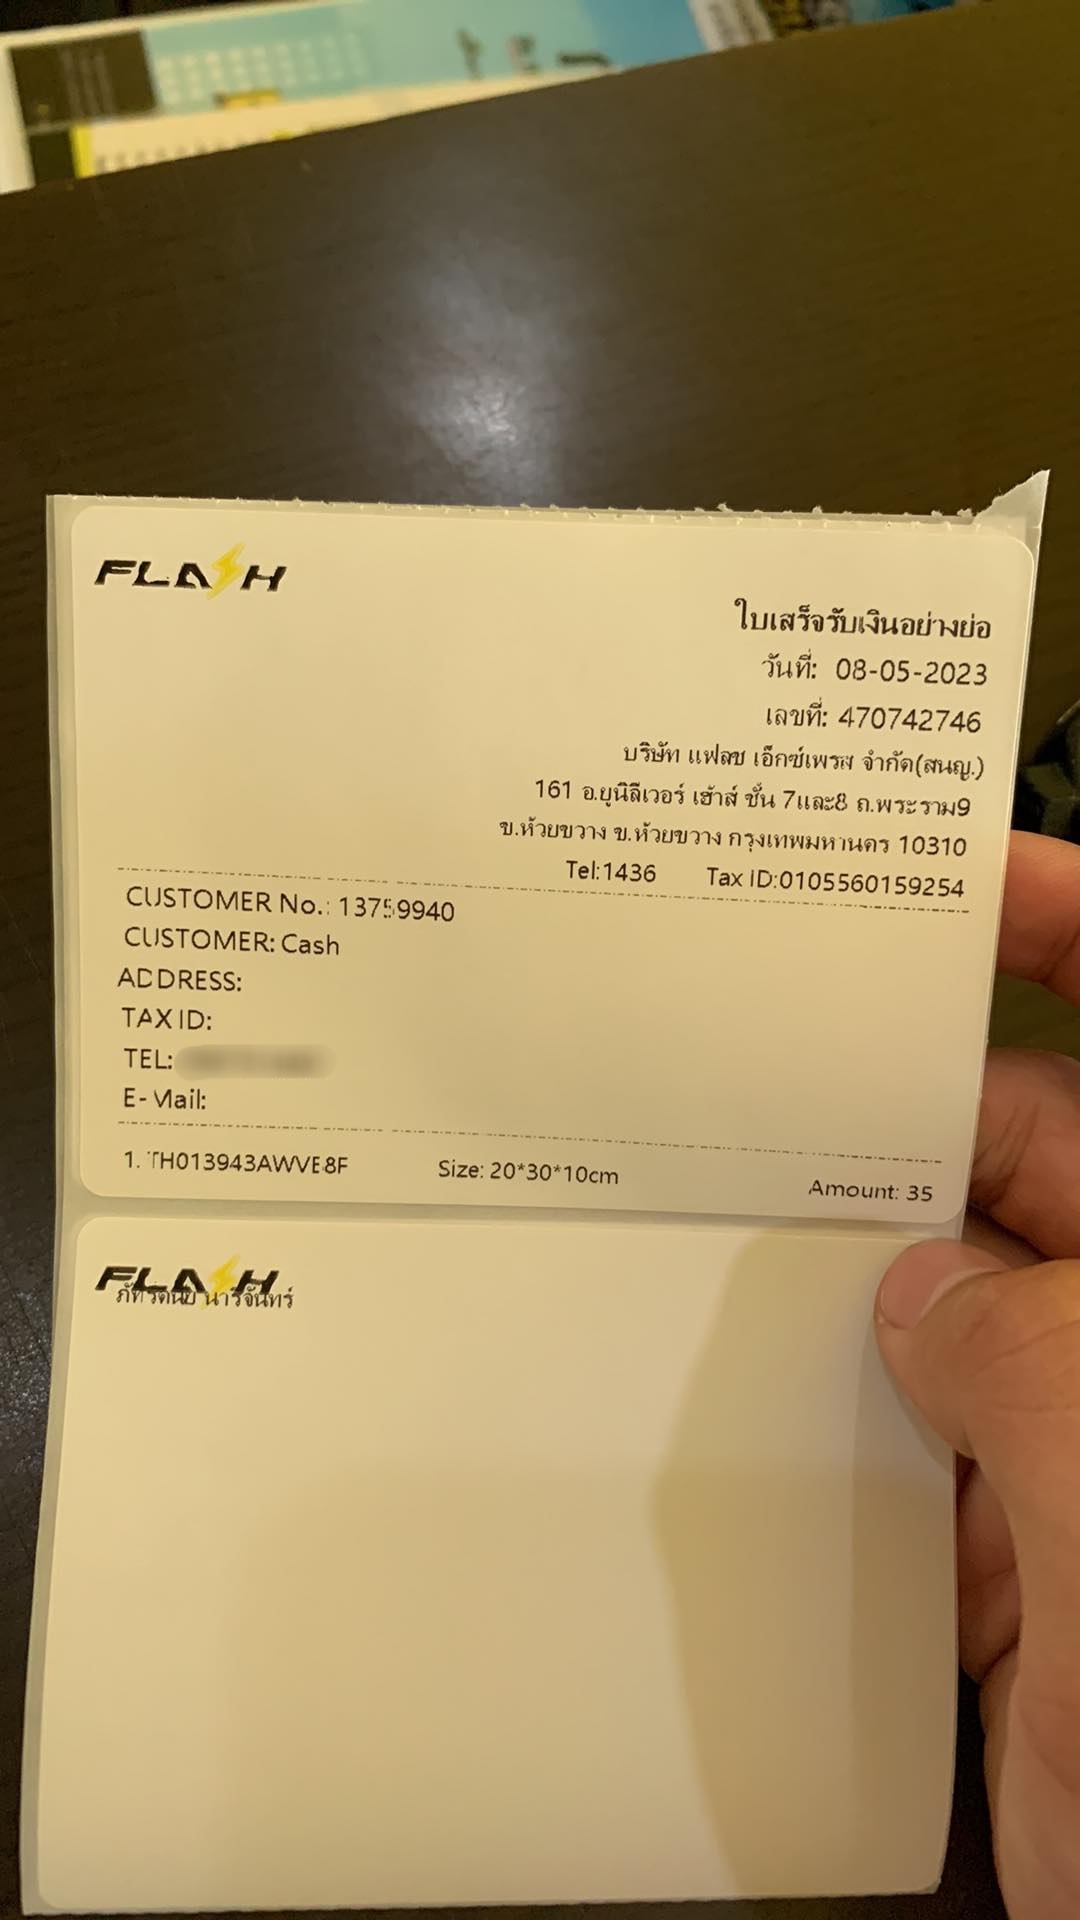 FLASH
ใบเสร็จรับเงินอย่างย่อ
วันที่: 08-05-2023
เลขที่: 470742746
บริษัท แฟลช เอ็กซ์เพรส จำกัด(สนญ.)
161 อ.ยูนิลีเวอร์ เฮ้าส์ ชั้น 7และ8 ถ.พระราม9
ข.ห้วยขวาง ข.ห้วยขวาง กรุงเทพมหานคร 10310
Tel:1436 Tax ID:0105560159254
CUSTOMER No.: 13759940
CUSTOMER: Cash
ADDRESS:
TAX ID:
TEL:
E-Mail:
1. TH013943AWVE8F Size: 20*30*10cm Amount: 35
FLASH
นารีจันทร์